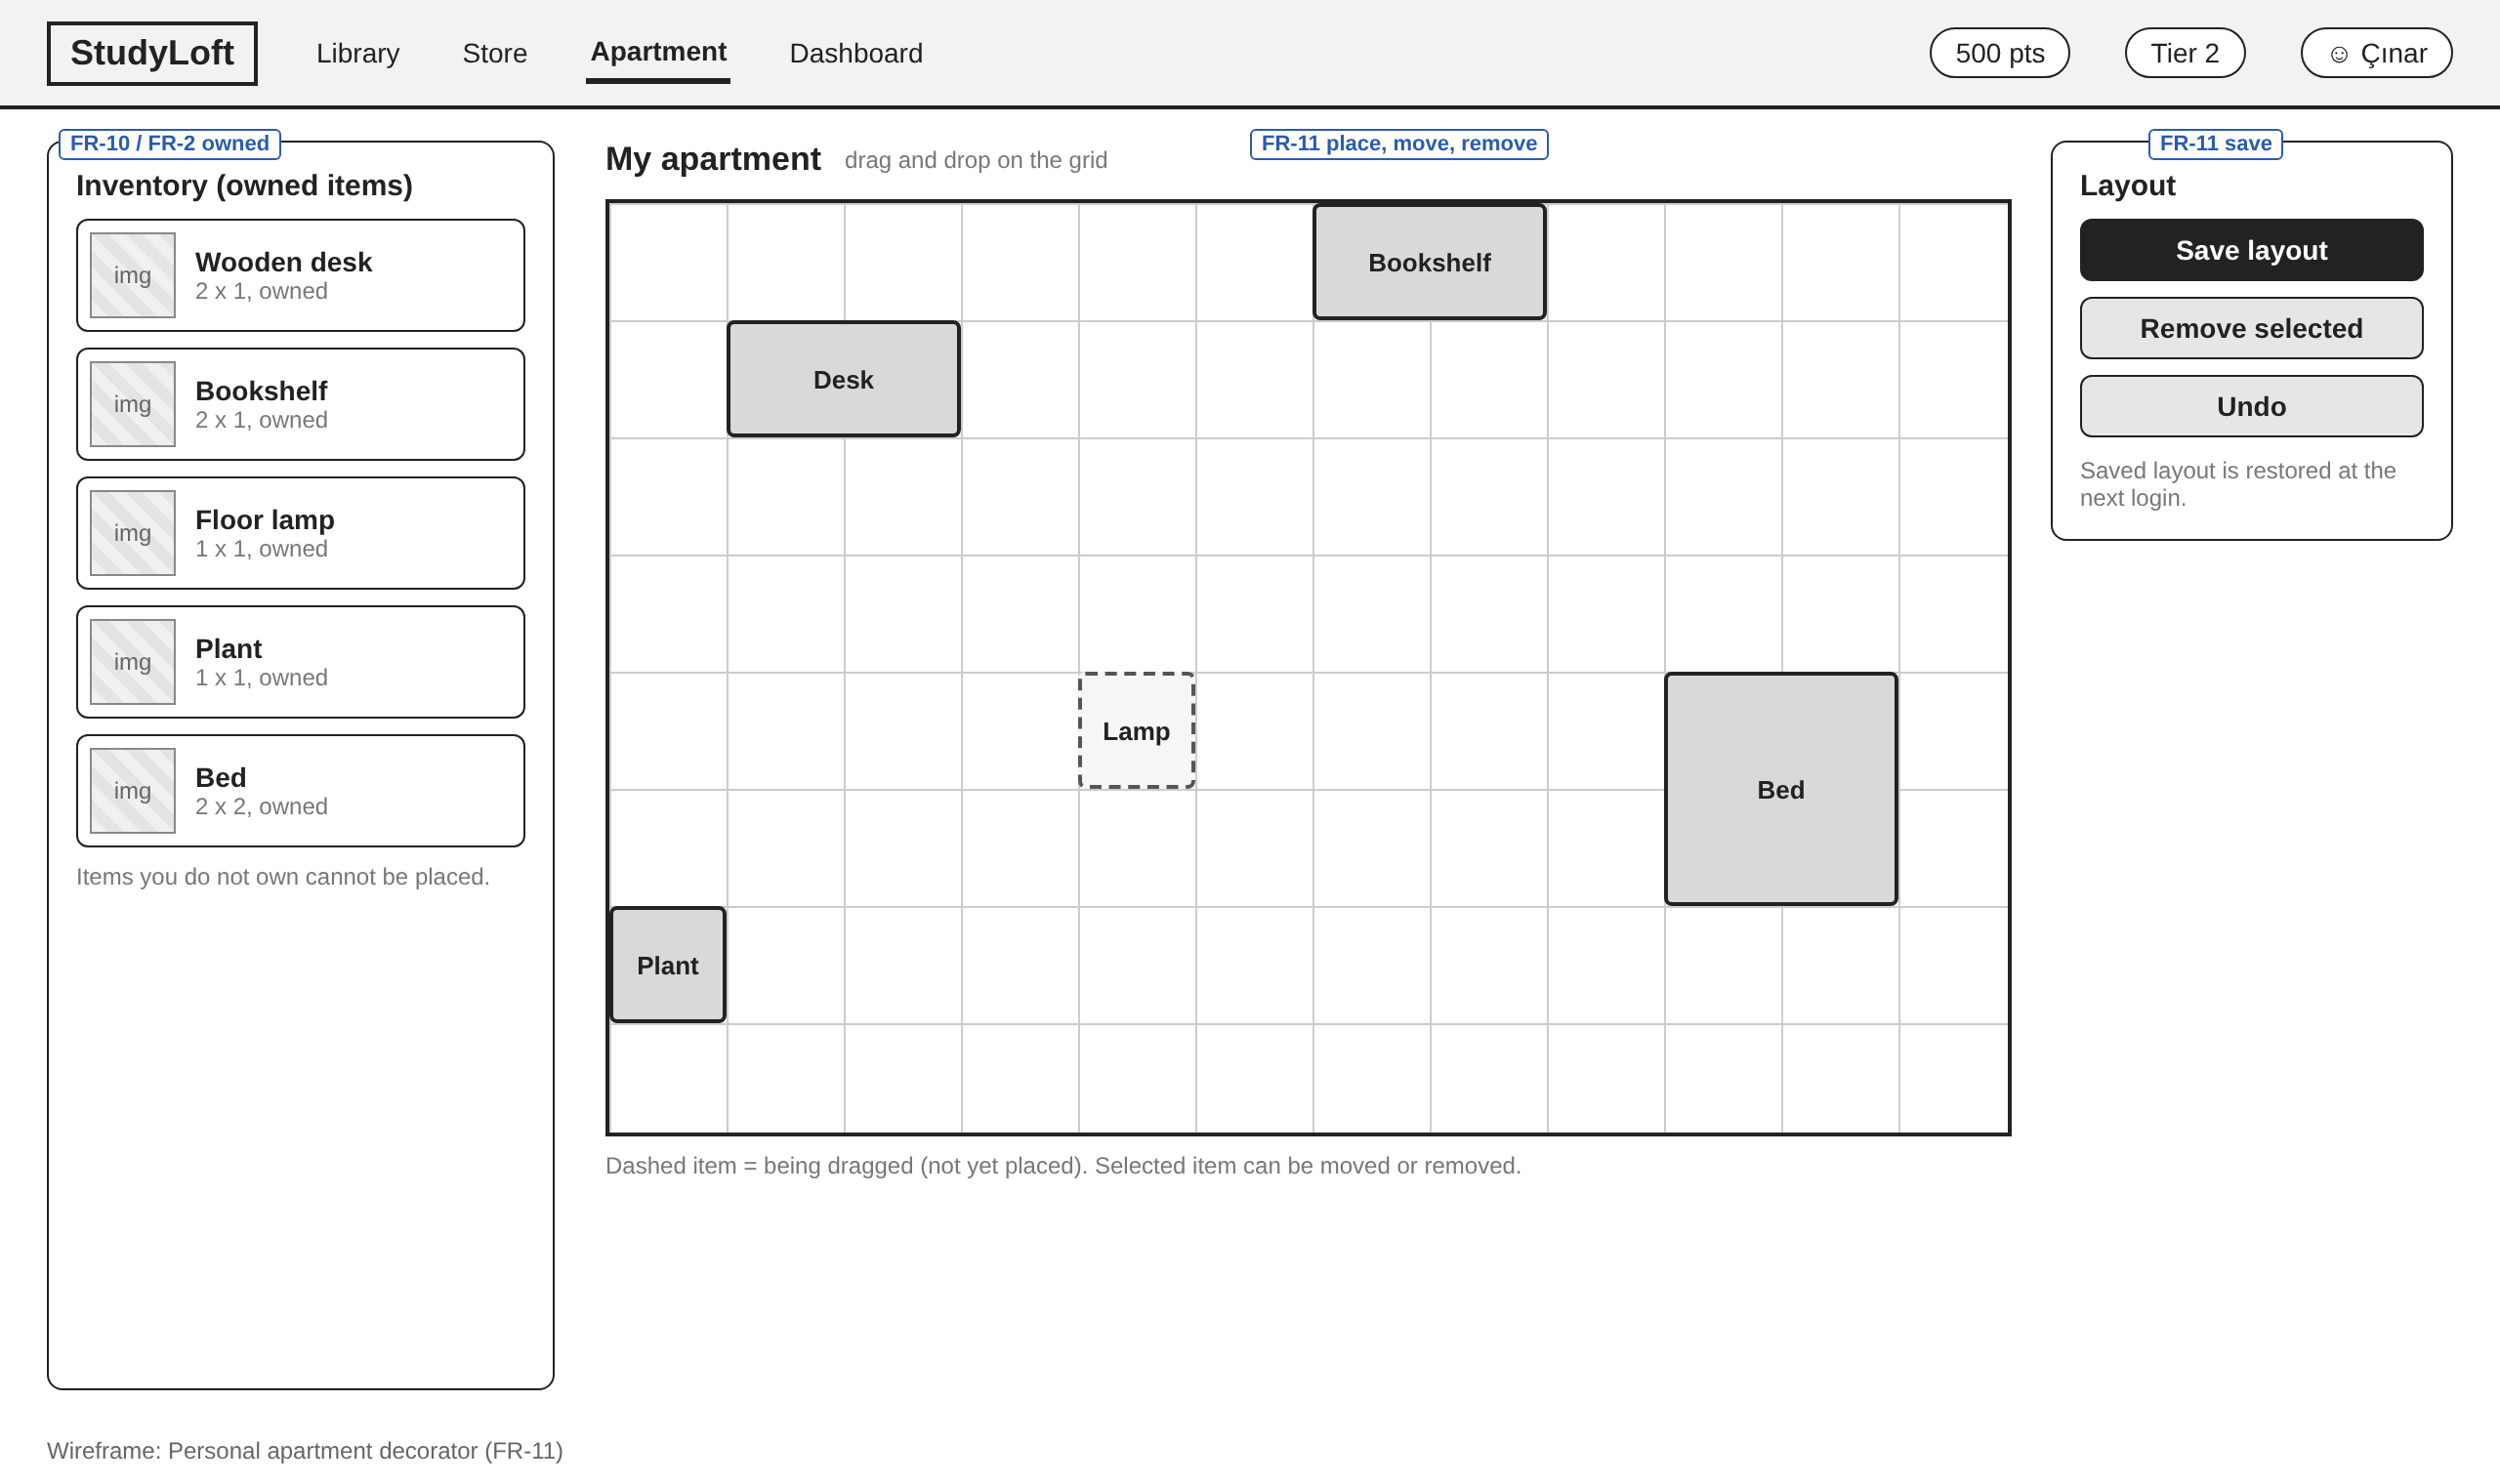 StudyLoft
Library
Store
Apartment
Dashboard
500 pts
Tier 2
☺ Çınar
FR-10 / FR-2 owned
Inventory (owned items)
img
Wooden desk
2 x 1, owned
img
Bookshelf
2 x 1, owned
img
Floor lamp
1 x 1, owned
img
Plant
1 x 1, owned
img
Bed
2 x 2, owned
Items you do not own cannot be placed.
My apartment
drag and drop on the grid
FR-11 place, move, remove
Bookshelf
Desk
Lamp
Bed
Plant
Dashed item = being dragged (not yet placed). Selected item can be moved or removed.
FR-11 save
Layout
Save layout
Remove selected
Undo
Saved layout is restored at the
next login.
Wireframe: Personal apartment decorator (FR-11)